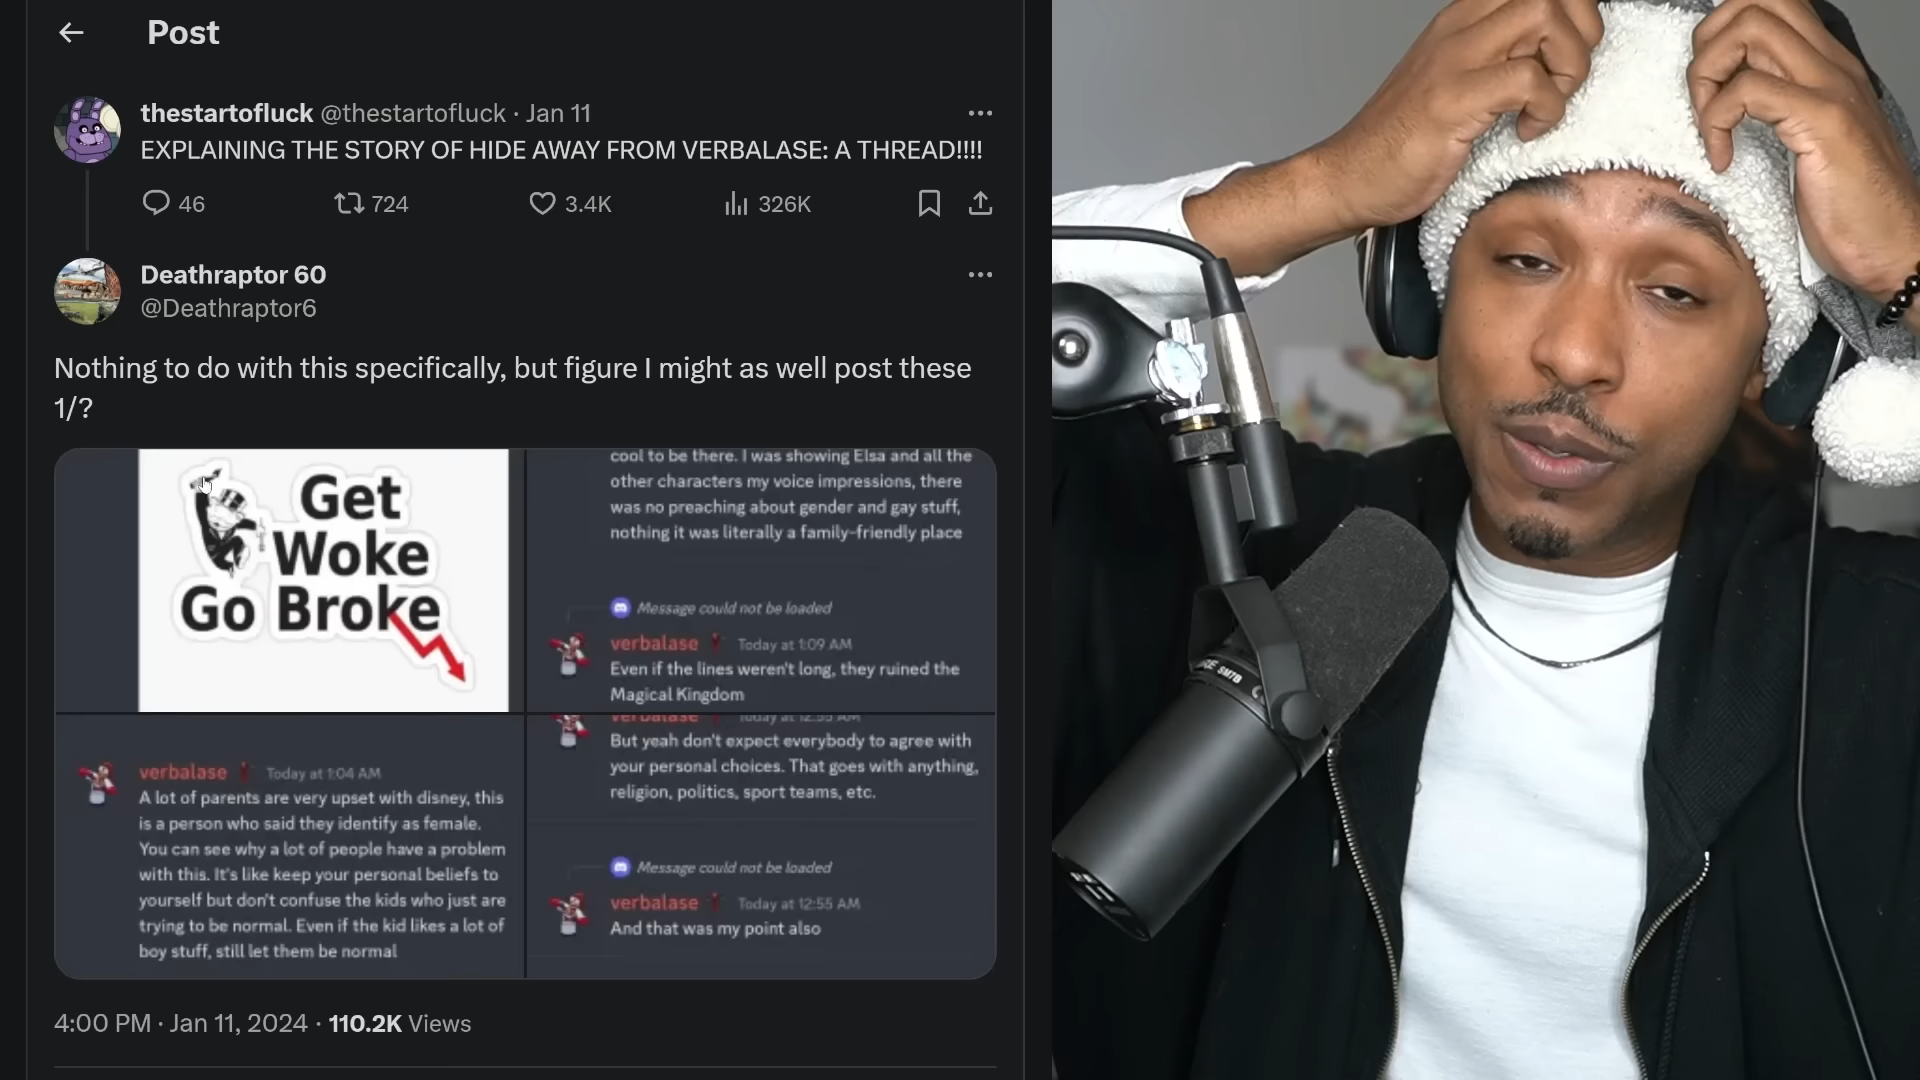 Post
thestartofluck @thestartofluck · Jan 11
EXPLAINING THE STORY OF HIDE AWAY FROM VERBALASE: A THREAD!!!!
46 724 3.4K 326K
Deathraptor 60
@Deathraptor6
Nothing to do with this specifically, but figure I might as well post these
1/?
Get
Woke
Go Broke
cool to be there. I was showing Elsa and all the
other characters my voice impressions, there
was no preaching about gender and gay stuff,
nothing it was literally a family-friendly place
Message could not be loaded
verbalase Today at 1:09 AM
Even if the lines weren't long, they ruined the
Magical Kingdom
verbalase Today at 1:04 AM
A lot of parents are very upset with disney, this
is a person who said they identify as female.
You can see why a lot of people have a problem
with this. It's like keep your personal beliefs to
yourself but don't confuse the kids who just are
trying to be normal. Even if the kid likes a lot of
boy stuff, still let them be normal
verbalase Today at 12:55 AM
But yeah don't expect everybody to agree with
your personal choices. That goes with anything,
religion, politics, sport teams, etc.
Message could not be loaded
verbalase Today at 12:55 AM
And that was my point also
4:00 PM · Jan 11, 2024 · 110.2K Views
SM7B